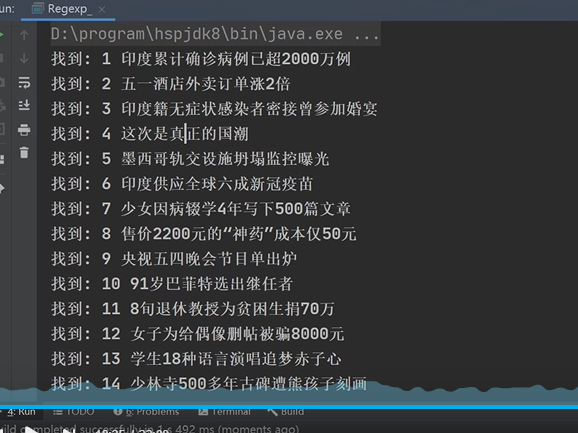 un: Regexp_ ×
D:\program\hspjdk8\bin\java.exe ...
找到: 1 印度累计确诊病例已超2000万例
找到: 2 五一酒店外卖订单涨2倍
找到: 3 印度籍无症状感染者密接曾参加婚宴
找到: 4 这次是真正的国潮
找到: 5 墨西哥轨交设施坍塌监控曝光
找到: 6 印度供应全球六成新冠疫苗
找到: 7 少女因病辍学4年写下500篇文章
找到: 8 售价2200元的“神药”成本仅50元
找到: 9 央视五四晚会节目单出炉
找到: 10 91岁巴菲特选出继任者
找到: 11 8旬退休教授为贫困生捐70万
找到: 12 女子为给偶像删帖被骗8000元
找到: 13 学生18种语言演唱追梦赤子心
找到: 14 少林寺500多年古碑遭熊孩子刻画
4: Run TODO 6: Problems Terminal Build
ild completed successfully in 1 s 492 ms (moments ago)